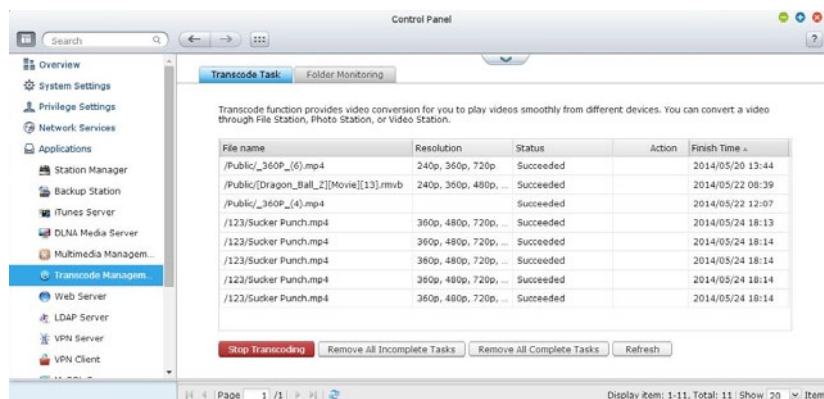 Control Panel
Search
?
Overview
System Settings
Privilege Settings
Network Services
Applications
Station Manager
Backup Station
iTunes Server
DLNA Media Server
Multimedia Managem...
Transcode Managem...
Web Server
LDAP Server
VPN Server
VPN Client
Transcode Task Folder Monitoring
Transcode function provides video conversion for you to play videos smoothly from different devices. You can convert a video
through File Station, Photo Station, or Video Station.
File name Resolution Status Action Finish Time
/Public/_360P_(6).mp4 240p, 360p, 720p Succeeded 2014/05/20 13:44
/Public/[Dragon_Ball_Z][Movie][13].rmvb 240p, 360p, 480p, ... Succeeded 2014/05/22 08:39
/Public/_360P_(4).mp4 Succeeded 2014/05/22 12:07
/123/Sucker Punch.mp4 360p, 480p, 720p, ... Succeeded 2014/05/24 18:13
/123/Sucker Punch.mp4 360p, 480p, 720p, ... Succeeded 2014/05/24 18:14
/123/Sucker Punch.mp4 360p, 480p, 720p, ... Succeeded 2014/05/24 18:14
/123/Sucker Punch.mp4 360p, 480p, 720p, ... Succeeded 2014/05/24 18:14
/123/Sucker Punch.mp4 360p, 480p, 720p, ... Succeeded 2014/05/24 18:14
Stop Transcoding Remove All Incomplete Tasks Remove All Complete Tasks Refresh
Page 1 /1 Display item: 1-11, Total: 11 Show 20 Item